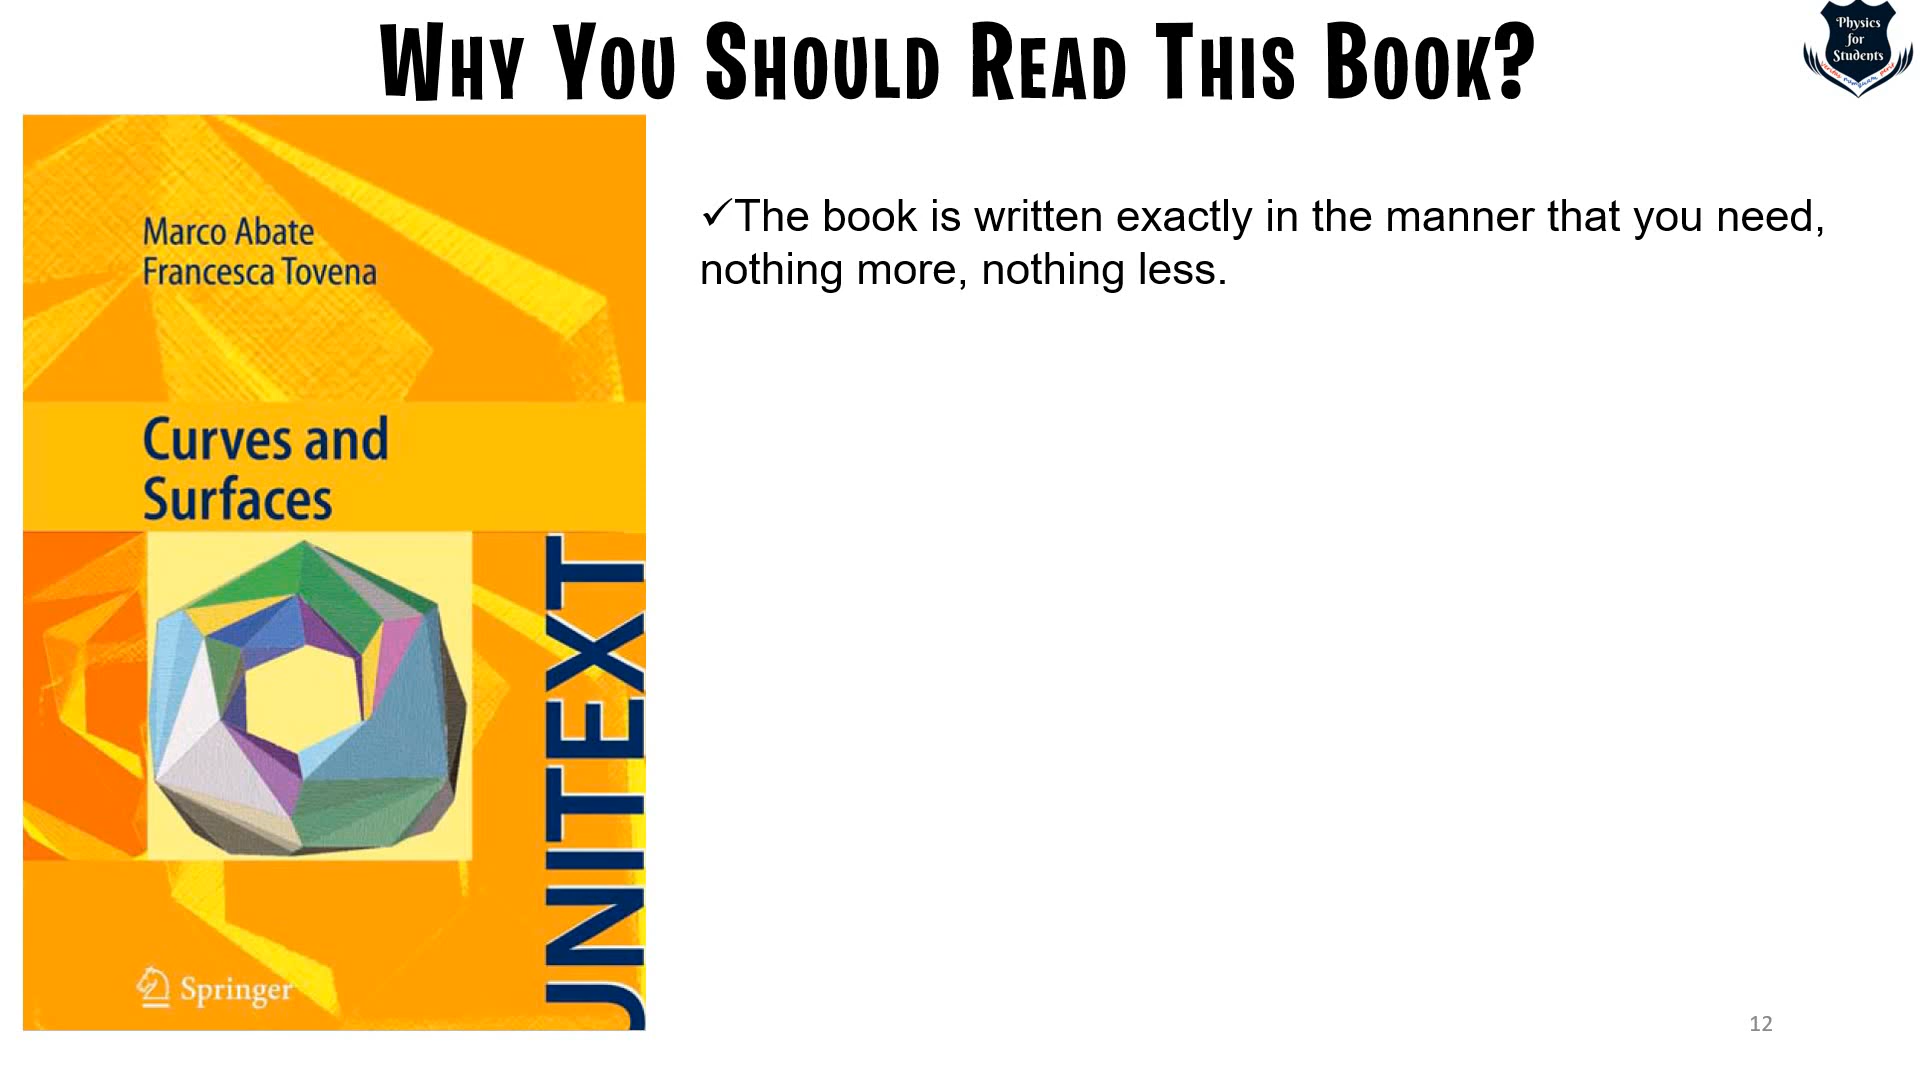 WHY YOU SHOULD READ THIS BOOK?
Physics
for
Students
Marco Abate
Francesca Tovena
Curves and
Surfaces
UNITEXT
Springer
✓The book is written exactly in the manner that you need,
nothing more, nothing less.
12